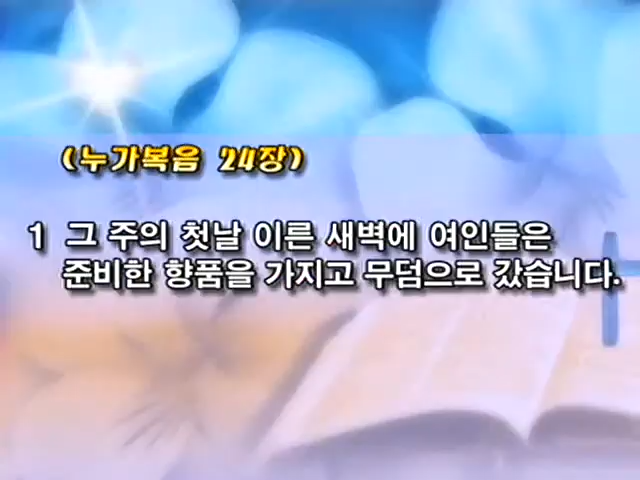 (누가복음 24장)
1 그 주의 첫날 이른 새벽에 여인들은
준비한 향품을 가지고 무덤으로 갔습니다.